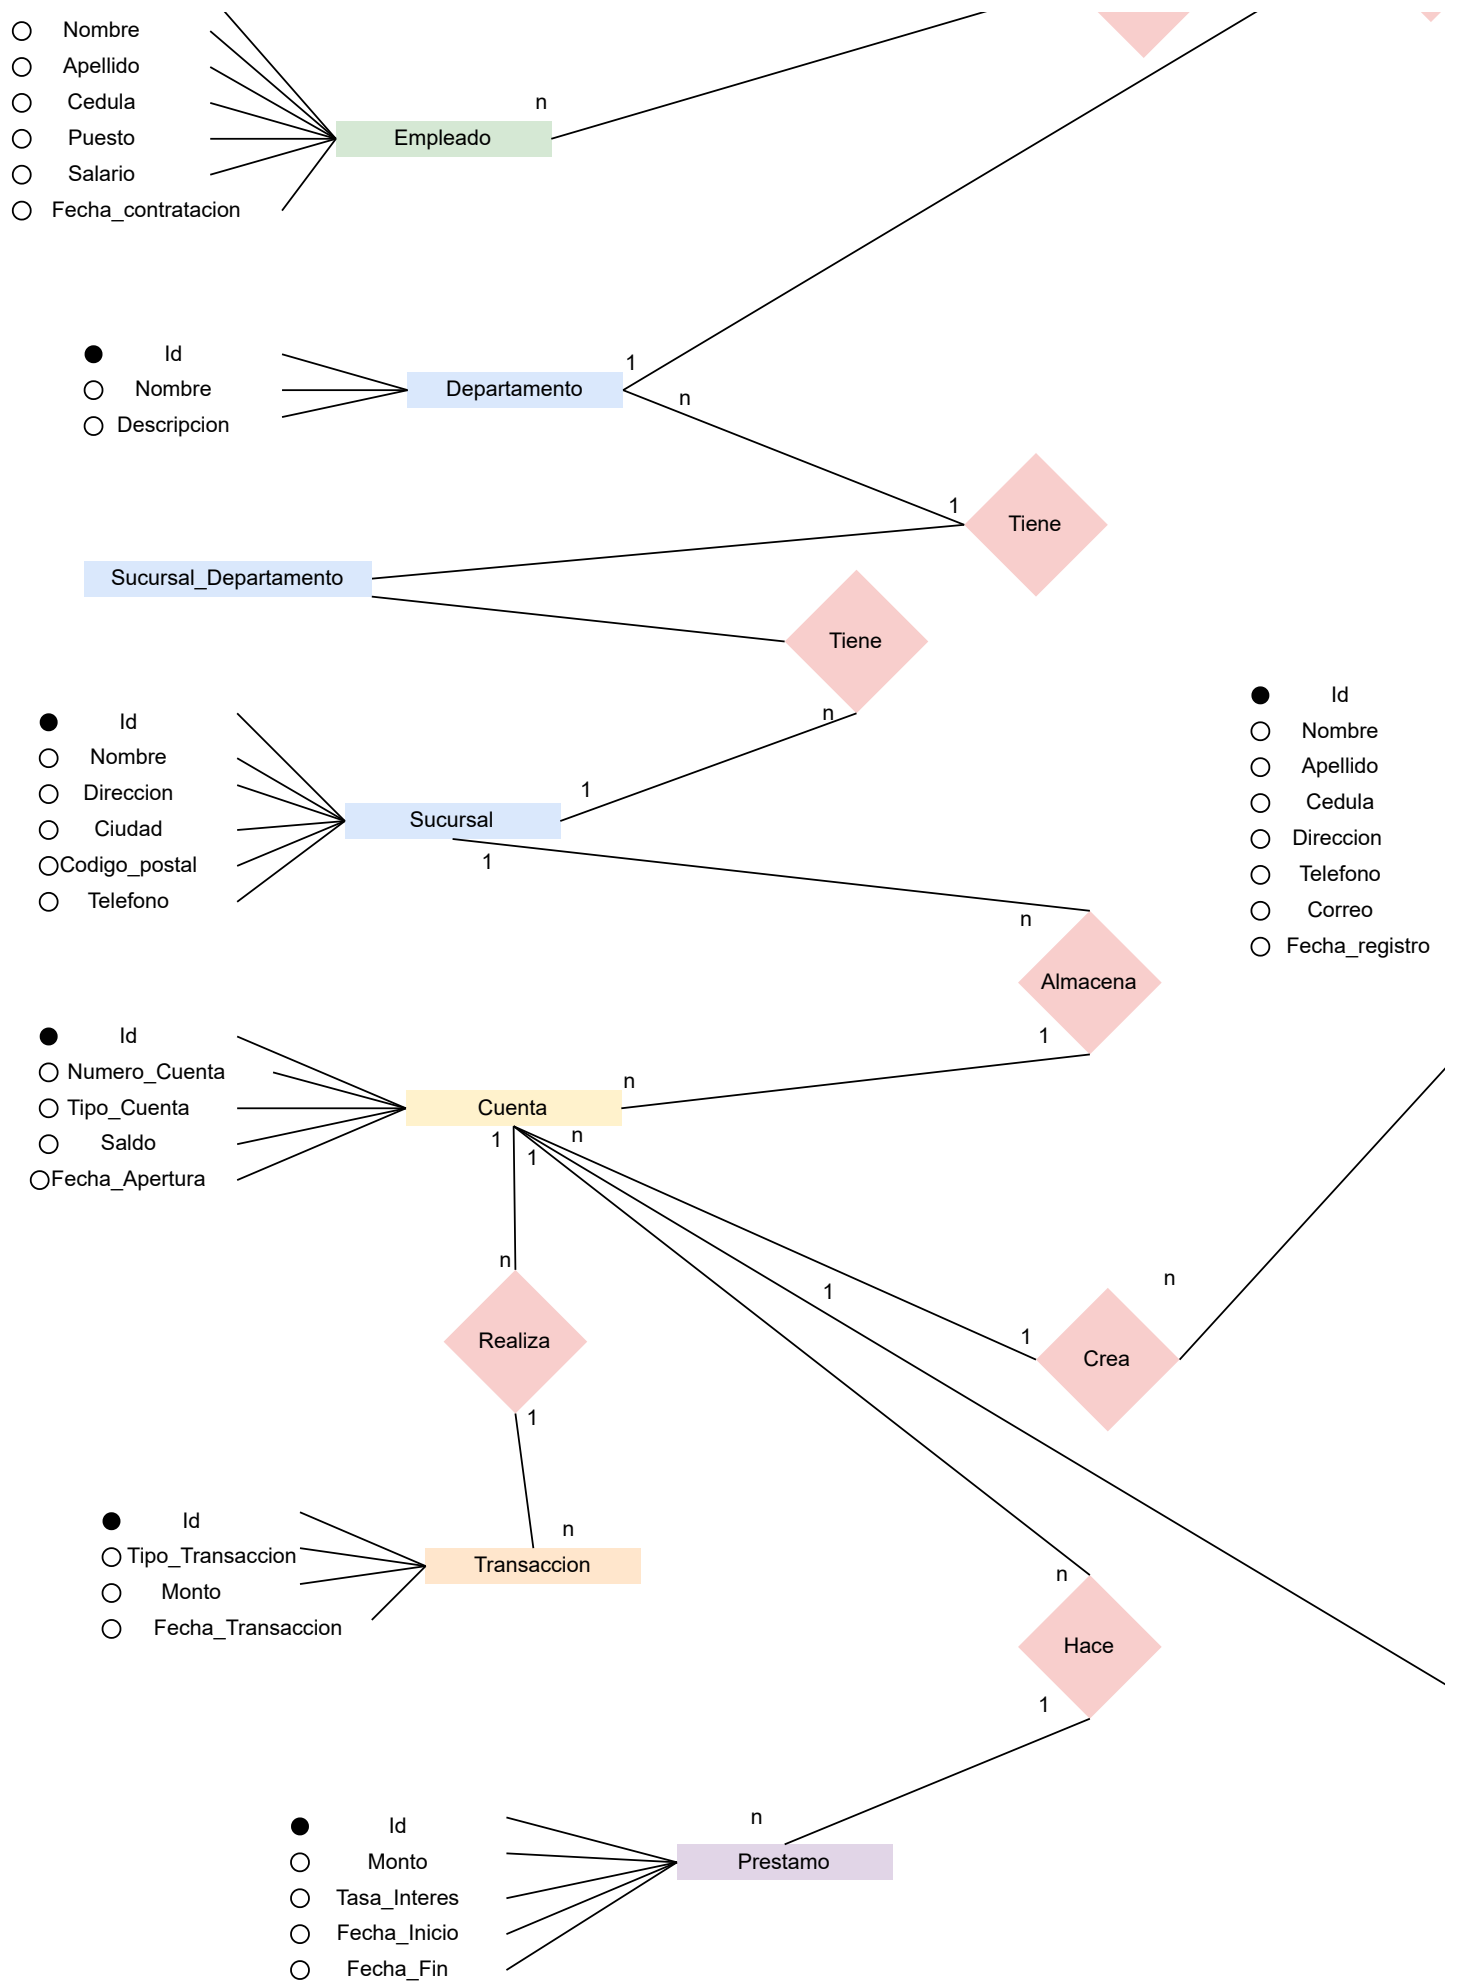 Nombre
Apellido
Cedula
Puesto
Salario
Fecha_contratacion
n
Empleado
Id
Nombre
Descripcion
Departamento
1
n
1
Tiene
Sucursal_Departamento
Tiene
n
Id
Nombre
Direccion
Ciudad
Codigo_postal
Telefono
Sucursal
1
1
n
Almacena
1
Id
Nombre
Apellido
Cedula
Direccion
Telefono
Correo
Fecha_registro
Id
Numero_Cuenta
Tipo_Cuenta
Saldo
Fecha_Apertura
Cuenta
n
1
n
1
n
Realiza
1
1
1
n
Crea
Id
Tipo_Transaccion
Monto
Fecha_Transaccion
n
Transaccion
n
Hace
1
n
Id
Monto
Tasa_Interes
Fecha_Inicio
Fecha_Fin
Prestamo